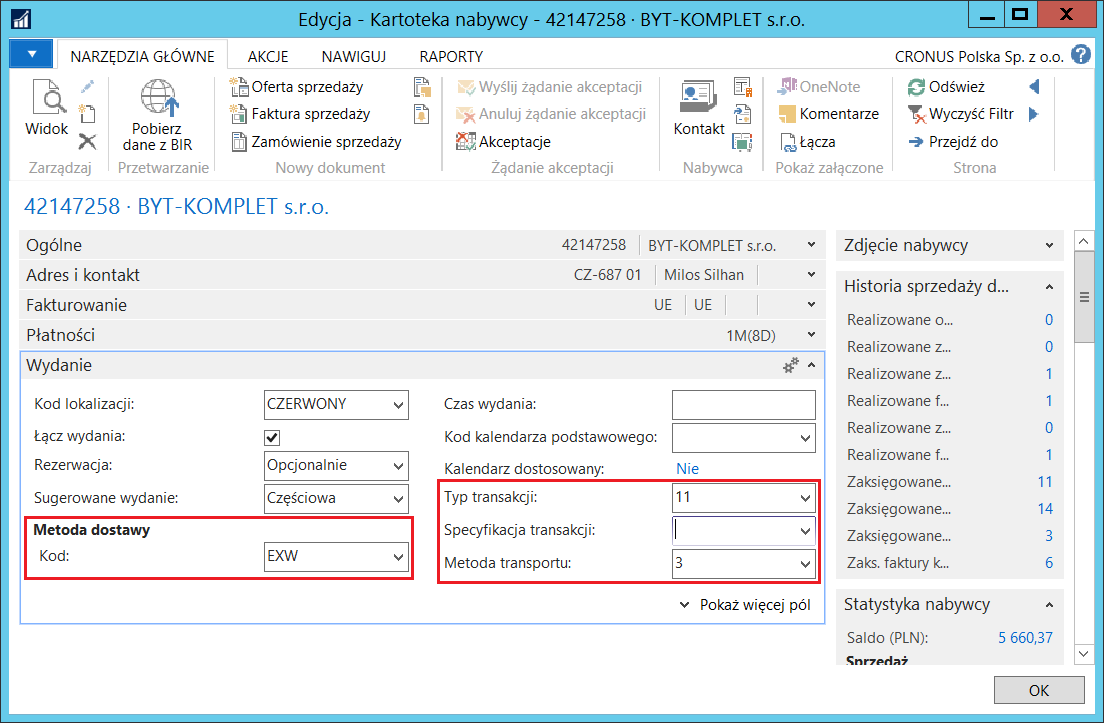 Edycja - Kartoteka nabywcy - 42147258 · BYT-KOMPLET s.r.o.
NARZĘDZIA GŁÓWNE AKCJE NAWIGUJ RAPORTY CRONUS Polska Sp. z o.o.
Widok
Zarządzaj
Pobierz
dane z BIR
Przetwarzanie
Oferta sprzedaży
Faktura sprzedaży
Zamówienie sprzedaży
Nowy dokument
Wyślij żądanie akceptacji
Anuluj żądanie akceptacji
Akceptacje
Żądanie akceptacji
Kontakt
Nabywca
OneNote
Komentarze
Łącza
Pokaż załączone
Odśwież
Wyczyść Filtr
Przejdź do
Strona
42147258 · BYT-KOMPLET s.r.o.
Ogólne 42147258 BYT-KOMPLET s.r.o.
Adres i kontakt CZ-687 01 Milos Silhan
Fakturowanie UE UE
Płatności 1M(8D)
Wydanie
Kod lokalizacji: CZERWONY
Łącz wydania:
Rezerwacja: Opcjonalnie
Sugerowane wydanie: Częściowa
Metoda dostawy
Kod: EXW
Czas wydania:
Kod kalendarza podstawowego:
Kalendarz dostosowany: Nie
Typ transakcji: 11
Specyfikacja transakcji:
Metoda transportu: 3
Pokaż więcej pól
Zdjęcie nabywcy
Historia sprzedaży d...
Realizowane o... 0
Realizowane z... 0
Realizowane z... 1
Realizowane f... 1
Realizowane z... 0
Realizowane f... 1
Zaksięgowane... 11
Zaksięgowane... 14
Zaksięgowane... 3
Zaks. faktury k... 6
Statystyka nabywcy
Saldo (PLN): 5 660,37
Sprzedaż
OK